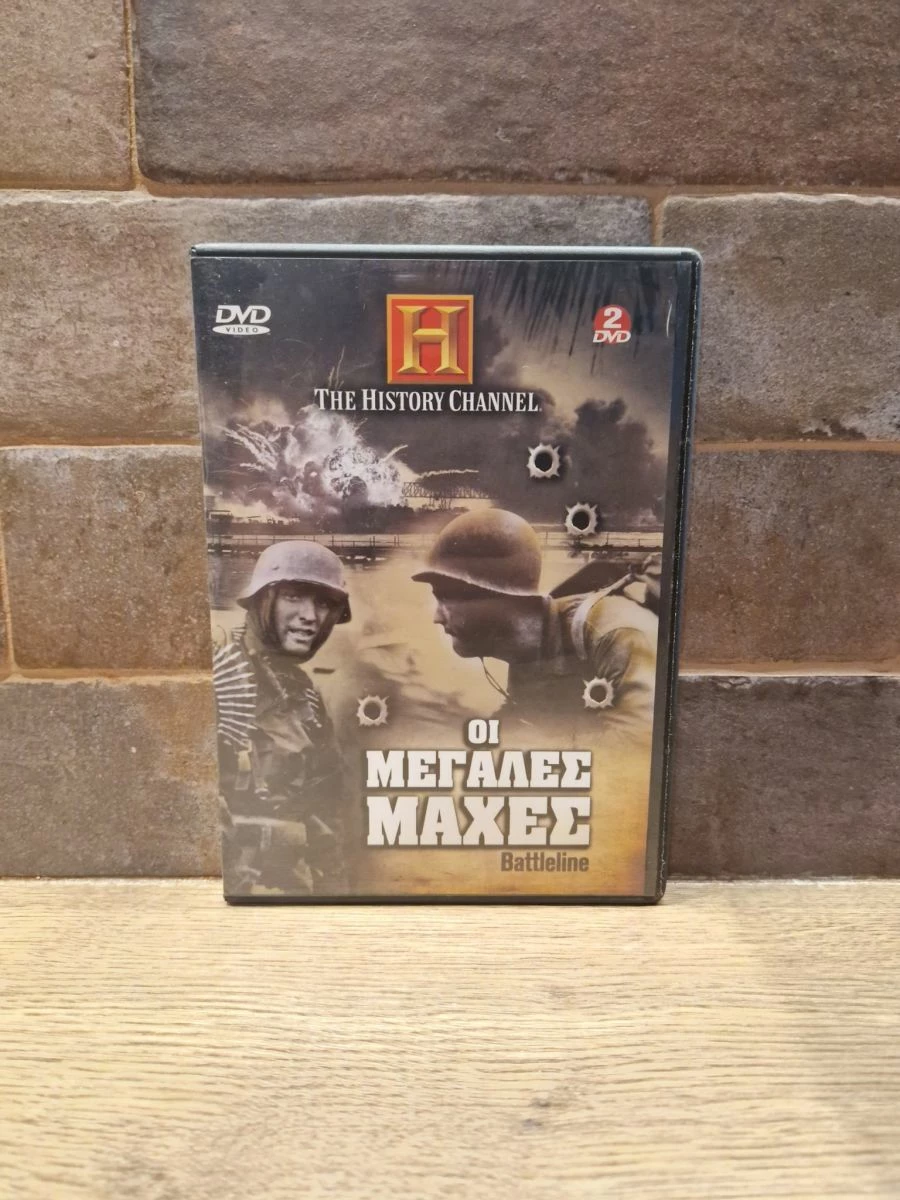 DVD
VIDEO
H
2
DVD
THE HISTORY CHANNEL.
ΟΙ
ΜΕΓΑΛΕΣ
ΜΑΧΕΣ
Battleline